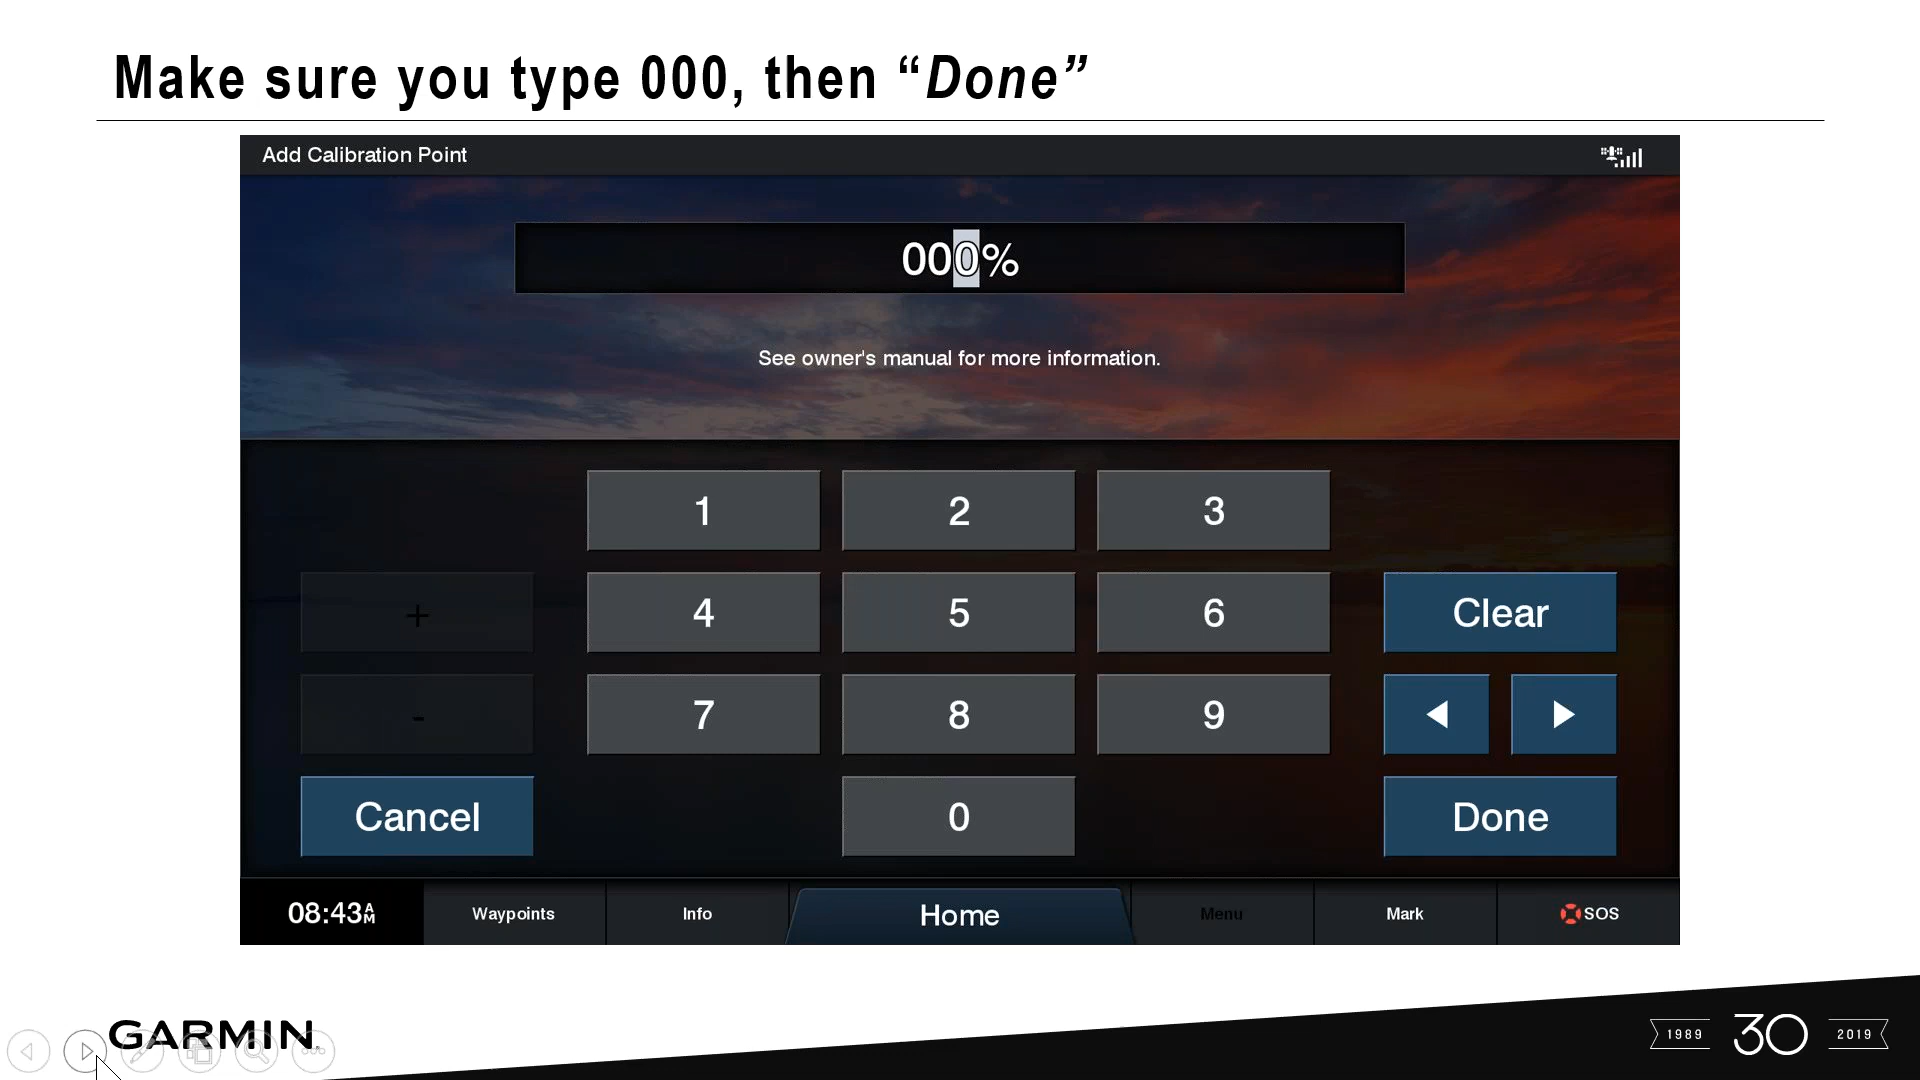 Make sure you type 000, then “Done”
Add Calibration Point
000%
See owner's manual for more information.
1 2 3
+ 4 5 6 Clear
- 7 8 9
Cancel 0 Done
08:43AM Waypoints Info Home Menu Mark SOS
GARMIN
1989 30 2019